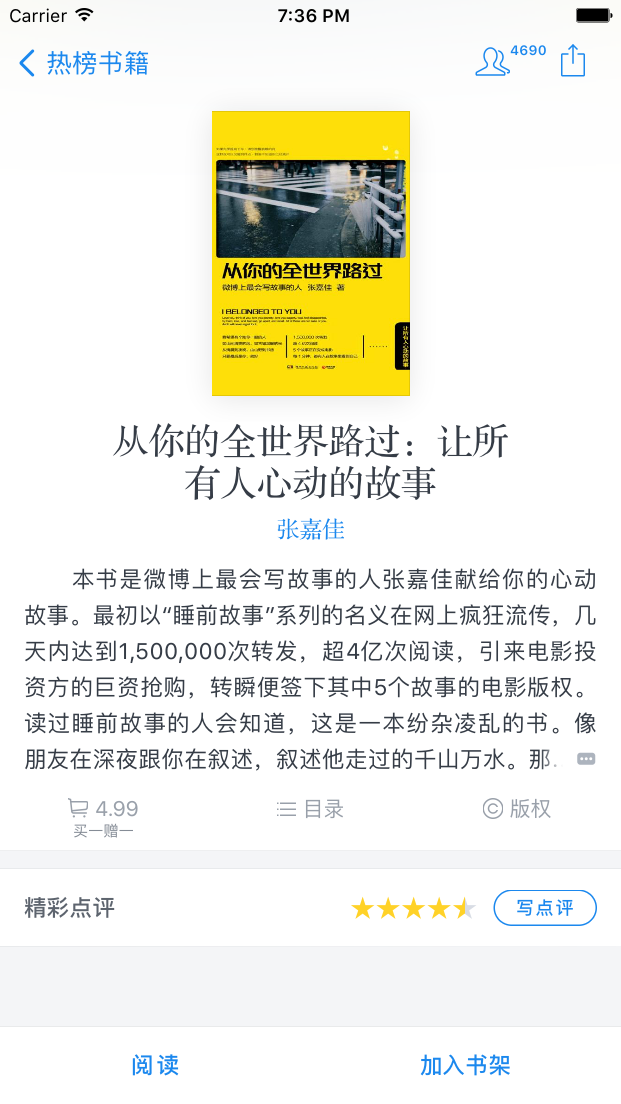 Carrier 7:36 PM
热榜书籍 4690
从你的全世界路过
微博上最会写故事的人 张嘉佳 著
I BELONGED TO YOU
让所有人心动的故事
从你的全世界路过：让所
有人心动的故事
张嘉佳
本书是微博上最会写故事的人张嘉佳献给你的心动
故事。最初以“睡前故事”系列的名义在网上疯狂流传，几
天内达到1,500,000次转发，超4亿次阅读，引来电影投
资方的巨资抢购，转瞬便签下其中5个故事的电影版权。
读过睡前故事的人会知道，这是一本纷杂凌乱的书。像
朋友在深夜跟你在叙述，叙述他走过的千山万水。那...
4.99 目录 版权
买一赠一
精彩点评 写点评
阅读 加入书架